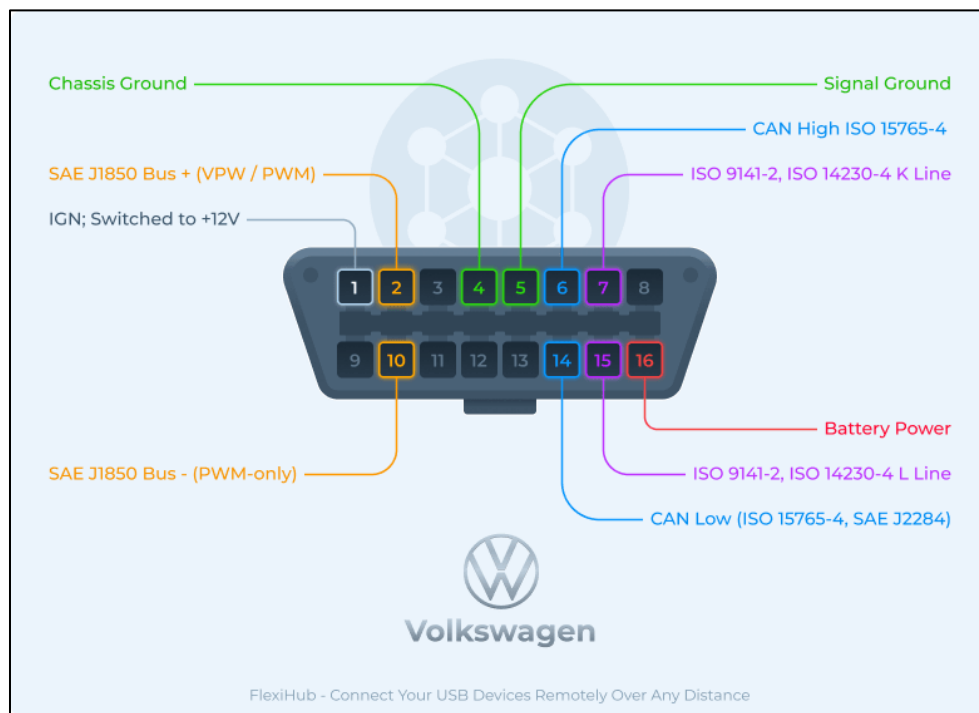 Chassis Ground
Signal Ground
CAN High ISO 15765-4
SAE J1850 Bus + (VPW / PWM)
ISO 9141-2, ISO 14230-4 K Line
IGN; Switched to +12V
1 2 3 4 5 6 7 8
9 10 11 12 13 14 15 16
Battery Power
SAE J1850 Bus - (PWM-only)
ISO 9141-2, ISO 14230-4 L Line
CAN Low (ISO 15765-4, SAE J2284)
Volkswagen
FlexiHub - Connect Your USB Devices Remotely Over Any Distance